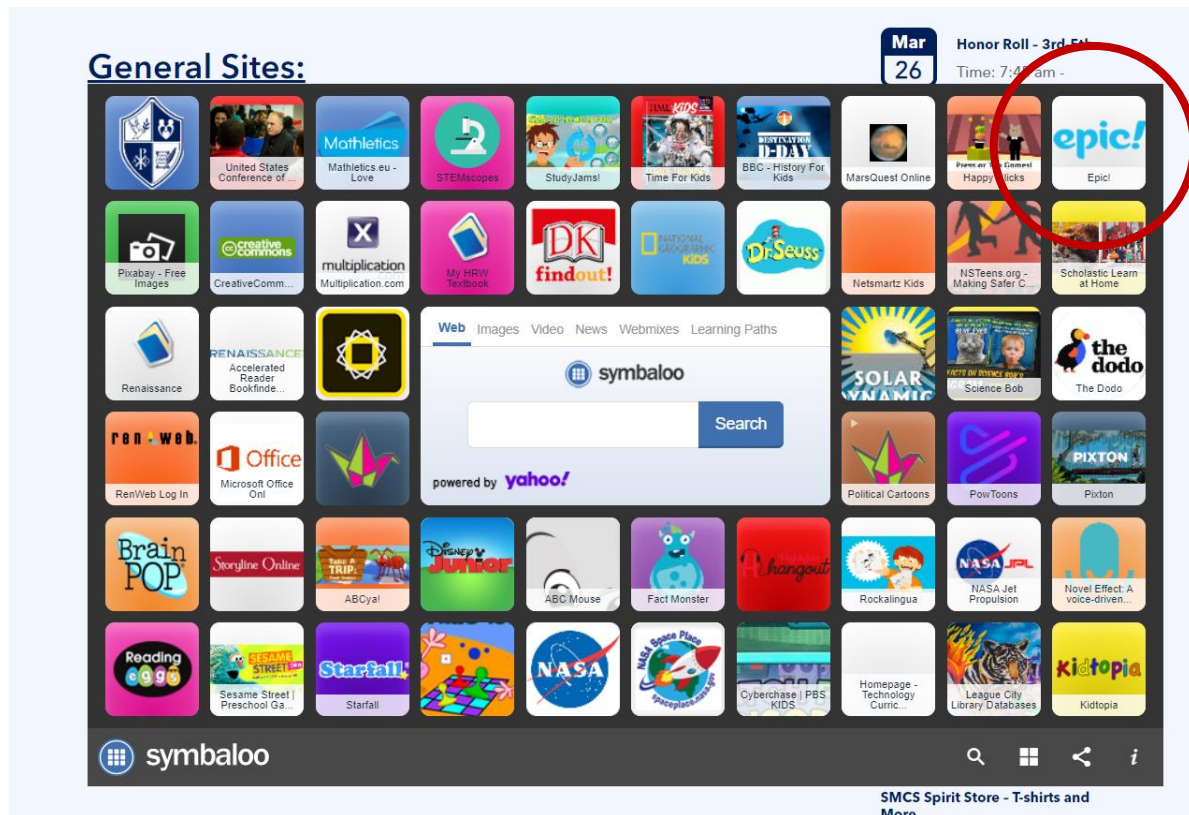 General Sites:
Mar
26
Honor Roll - 3rd-5th
Time: 7:45 am -
United States
Conference of ...
Mathletics
Mathletics.eu -
Love
STEMscopes
StudyJams!
TIME KIDS
Time For Kids
DESTINATION
D-DAY
BBC - History For
Kids
MarsQuest Online
Happy Clicks
epic!
Epic!
Pixabay - Free
Images
creative
commons
CreativeComm...
X
multiplication
Multiplication.com
My HRW
Textbook
DK
findout!
NATIONAL
GEOGRAPHIC
KiDS
Dr. Seuss
Netsmartz Kids
NSTeens.org -
Making Safer C...
Scholastic Learn
at Home
Renaissance
RENAISSANCE
Accelerated
Reader
Bookfinde...
Web Images Video News Webmixes Learning Paths
symbaloo
Search
powered by yahoo!
SOLAR
DYNAMIC
Science Bob
the
dodo
The Dodo
ren web.
RenWeb Log In
Office
Microsoft Office
Onl
Political Cartoons
PowToons
PIXTON
Pixton
Brain
POP
Storyline Online
TAKE A
TRIP:
ABCya!
Disney
Junior
ABC Mouse
Fact Monster
hangout
Rockalingua
NASA JPL
NASA Jet
Propulsion
Novel Effect: A
voice-driven...
Reading
eggs
SESAME
STREET
Sesame Street |
Preschool Ga...
Starfall
Starfall
NASA
NASA Space Place
spaceplace.nasa.gov
Cyberchase | PBS
KIDS
Homepage -
Technology
Curric...
League City
Library Databases
Kidtopia
Kidtopia
symbaloo
i
SMCS Spirit Store - T-shirts and
More